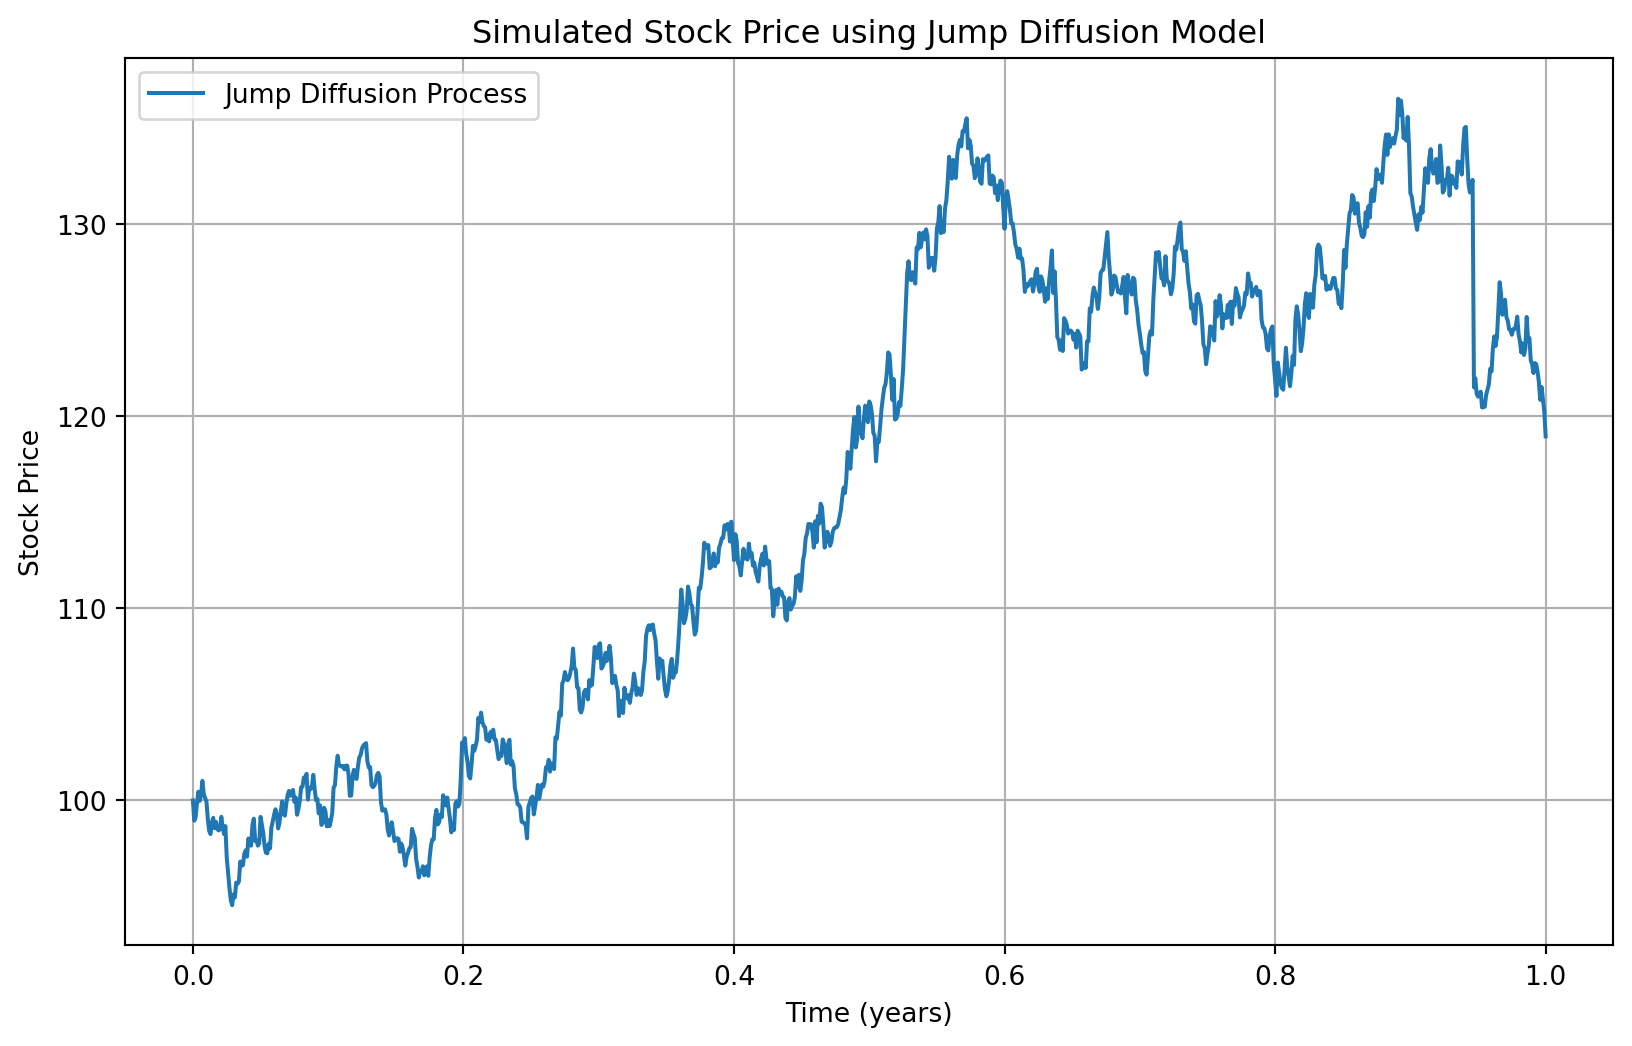 Simulated Stock Price using Jump Diffusion Model
Jump Diffusion Process
Stock Price
130
120
110
100
0.0 0.2 0.4 0.6 0.8 1.0
Time (years)